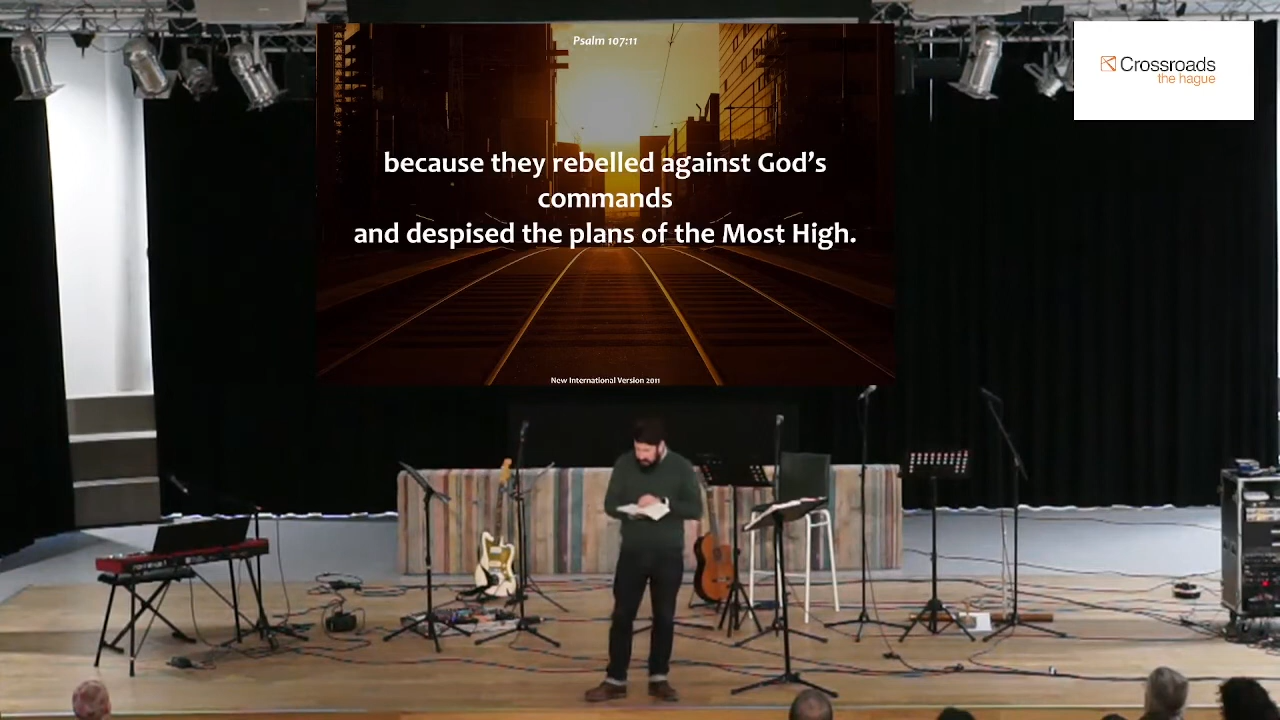 Psalm 107:11
because they rebelled against God's
commands
and despised the plans of the Most High.
New International Version 2011
Crossroads
the hague